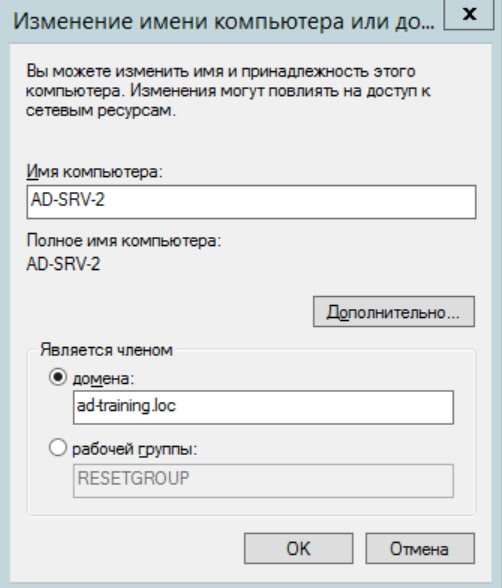 Изменение имени компьютера или до...
x
Вы можете изменить имя и принадлежность этого
компьютера. Изменения могут повлиять на доступ к
сетевым ресурсам.
Имя компьютера:
AD-SRV-2
Полное имя компьютера:
AD-SRV-2
Дополнительно...
Является членом
домена:
ad-training.loc
рабочей группы:
RESETGROUP
OK
Отмена